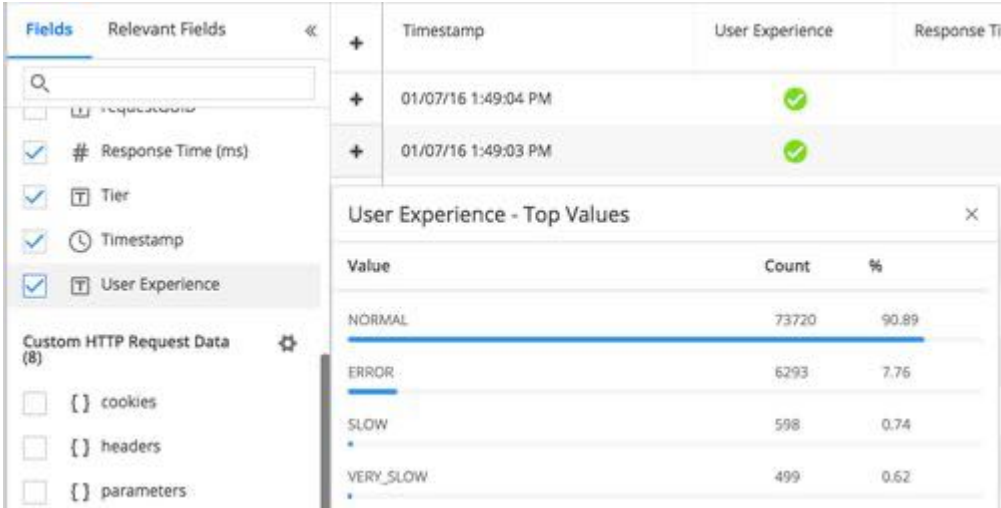 Fields Relevant Fields «
Response Time (ms)
Tier
Timestamp
User Experience
Custom HTTP Request Data
(8)
{ } cookies
{ } headers
{ } parameters
+ Timestamp User Experience Response Ti
+ 01/07/16 1:49:04 PM
+ 01/07/16 1:49:03 PM
User Experience - Top Values ×
Value Count %
NORMAL 73720 90.89
ERROR 6293 7.76
SLOW 598 0.74
VERY_SLOW 499 0.62